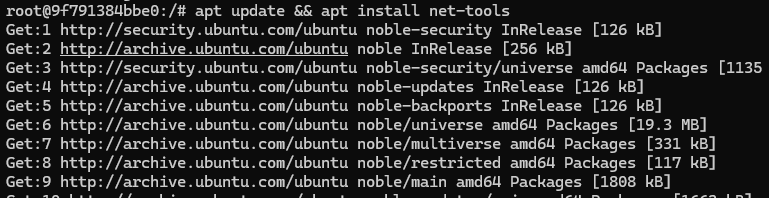 root@9f791384bbe0:/# apt update && apt install net-tools
Get:1 http://security.ubuntu.com/ubuntu noble-security InRelease [126 kB]
Get:2 http://archive.ubuntu.com/ubuntu noble InRelease [256 kB]
Get:3 http://security.ubuntu.com/ubuntu noble-security/universe amd64 Packages [1135
Get:4 http://archive.ubuntu.com/ubuntu noble-updates InRelease [126 kB]
Get:5 http://archive.ubuntu.com/ubuntu noble-backports InRelease [126 kB]
Get:6 http://archive.ubuntu.com/ubuntu noble/universe amd64 Packages [19.3 MB]
Get:7 http://archive.ubuntu.com/ubuntu noble/multiverse amd64 Packages [331 kB]
Get:8 http://archive.ubuntu.com/ubuntu noble/restricted amd64 Packages [117 kB]
Get:9 http://archive.ubuntu.com/ubuntu noble/main amd64 Packages [1808 kB]